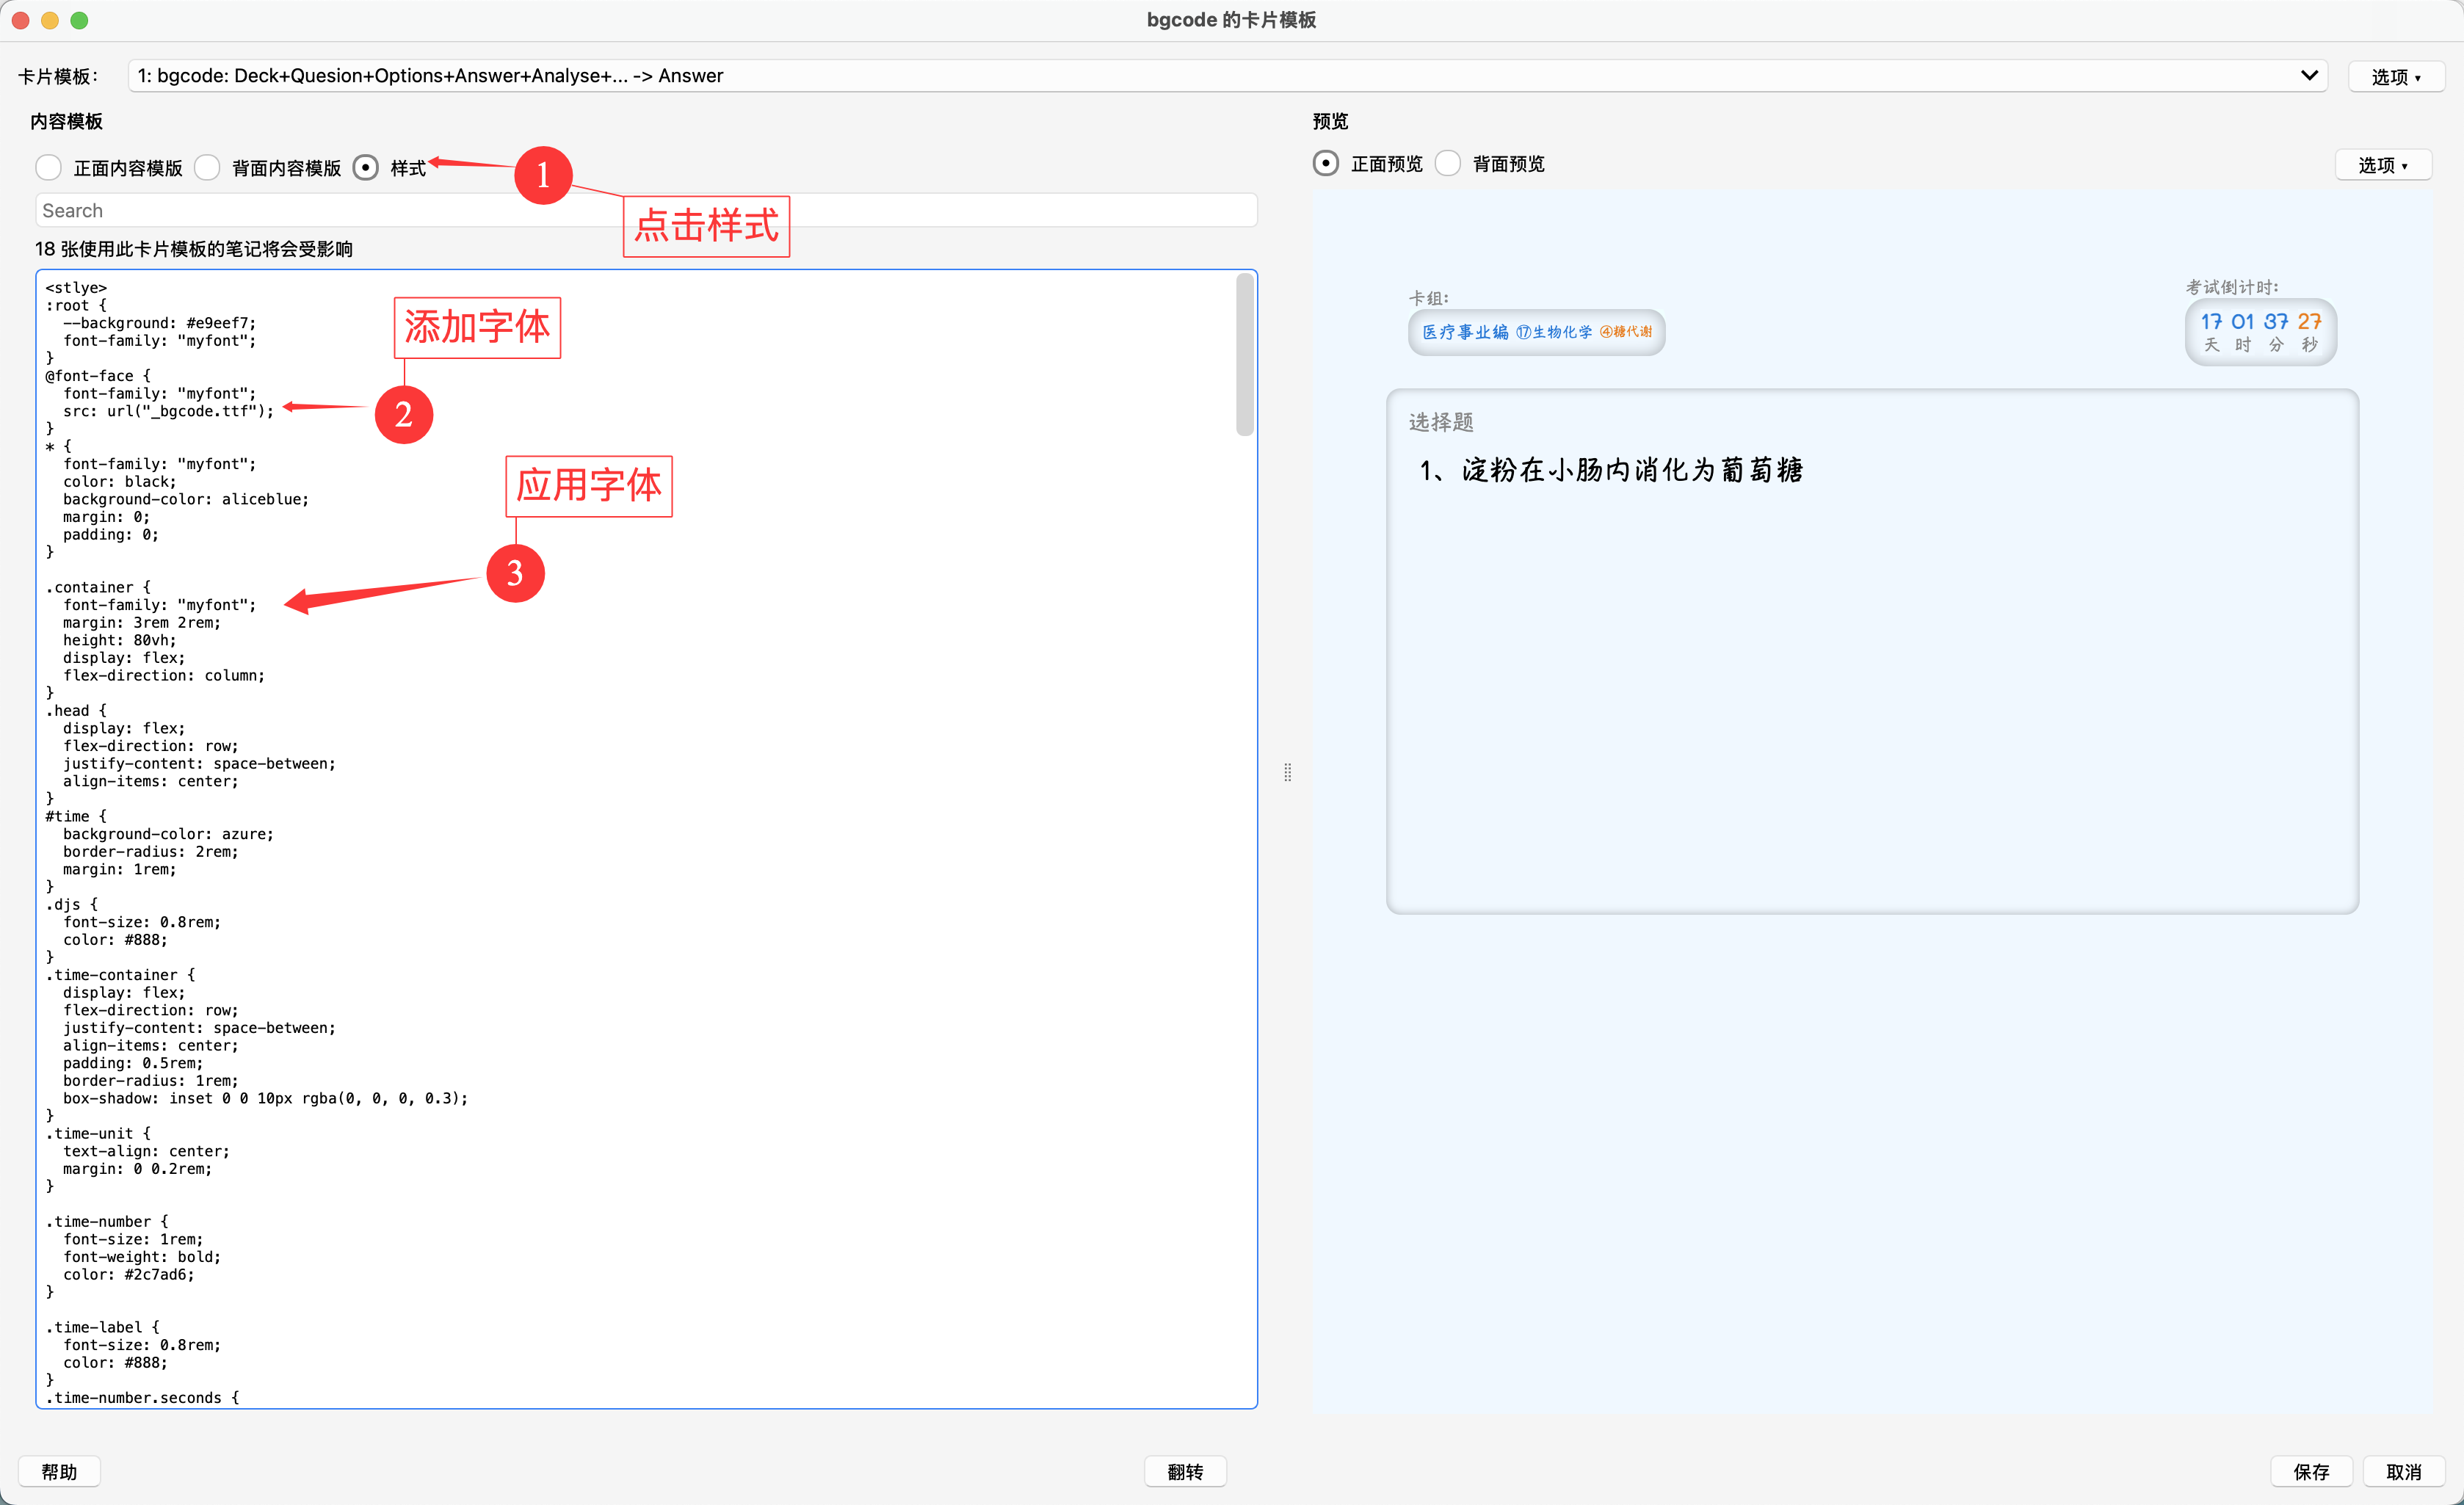 bgcode 的卡片模板
卡片模板：
1: bgcode: Deck+Quesion+Options+Answer+Analyse+... -> Answer
选项
内容模板
正面内容模版
背面内容模版
样式
1
点击样式
Search
18 张使用此卡片模板的笔记将会受影响
<stlye>
:root {
  --background: #e9eef7;
  font-family: "myfont";
}
@font-face {
  font-family: "myfont";
  src: url("_bgcode.ttf");
}
* {
  font-family: "myfont";
  color: black;
  background-color: aliceblue;
  margin: 0;
  padding: 0;
}
.container {
  font-family: "myfont";
  margin: 3rem 2rem;
  height: 80vh;
  display: flex;
  flex-direction: column;
}
.head {
  display: flex;
  flex-direction: row;
  justify-content: space-between;
  align-items: center;
}
#time {
  background-color: azure;
  border-radius: 2rem;
  margin: 1rem;
}
.djs {
  font-size: 0.8rem;
  color: #888;
}
.time-container {
  display: flex;
  flex-direction: row;
  justify-content: space-between;
  align-items: center;
  padding: 0.5rem;
  border-radius: 1rem;
  box-shadow: inset 0 0 10px rgba(0, 0, 0, 0.3);
}
.time-unit {
  text-align: center;
  margin: 0 0.2rem;
}
.time-number {
  font-size: 1rem;
  font-weight: bold;
  color: #2c7ad6;
}
.time-label {
  font-size: 0.8rem;
  color: #888;
}
.time-number.seconds {
添加字体
2
应用字体
3
预览
正面预览
背面预览
选项
卡组:
医疗事业编 ⑰生物化学 ④糖代谢
考试倒计时:
17 01 37 27
天 时 分 秒
选择题
1、淀粉在小肠内消化为葡萄糖
帮助
翻转
保存
取消